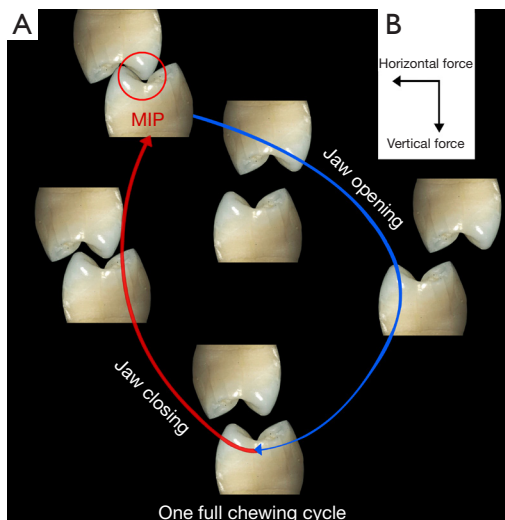 A
B
Horizontal force
Vertical force
MIP
Jaw opening
Jaw closing
One full chewing cycle